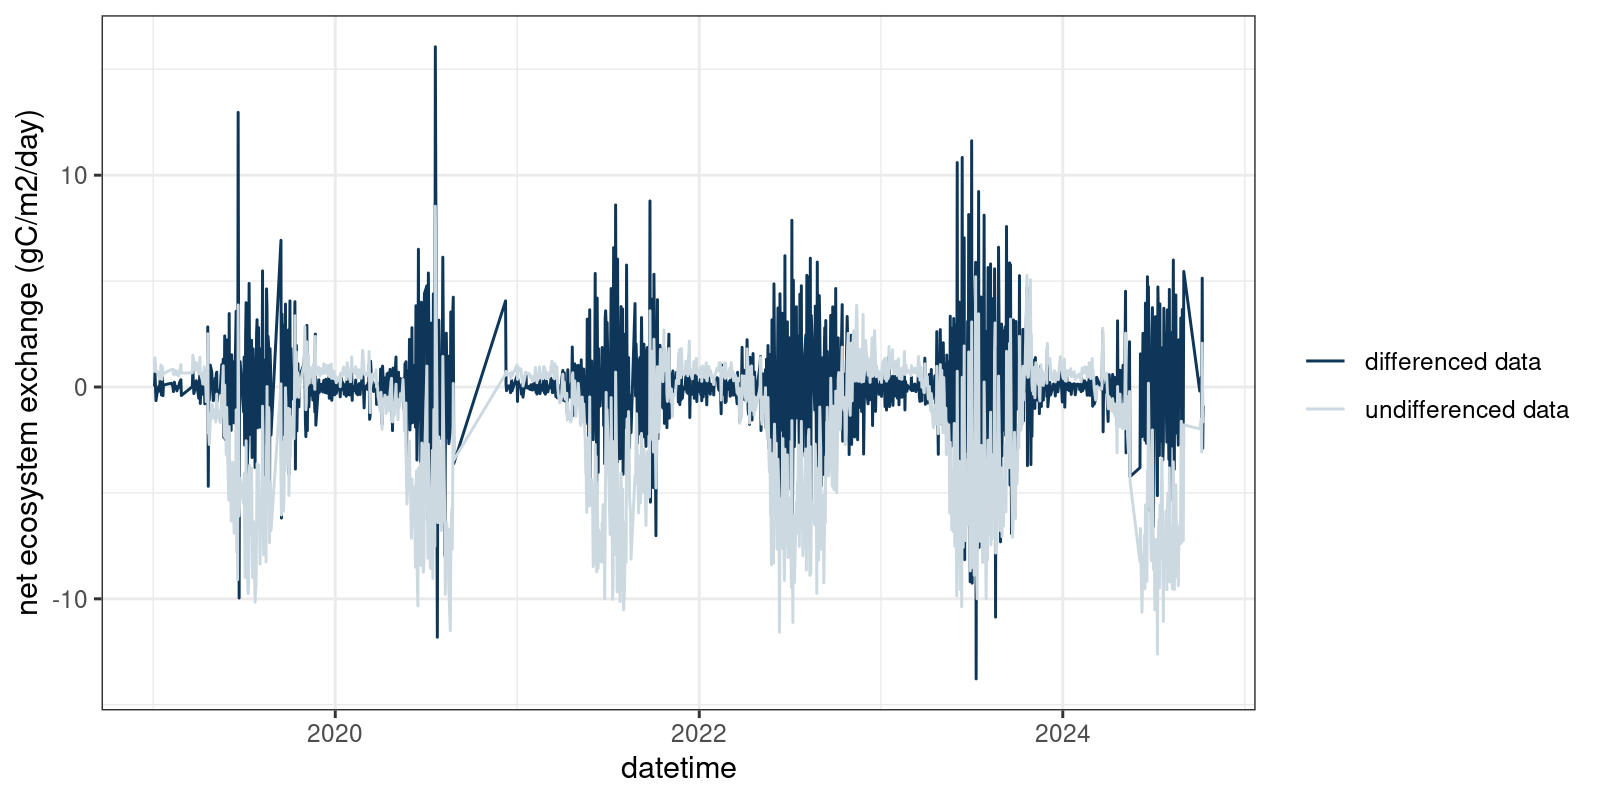 net ecosystem exchange (gC/m2/day)
10
0
-10
2020
2022
2024
datetime
differenced data
undifferenced data